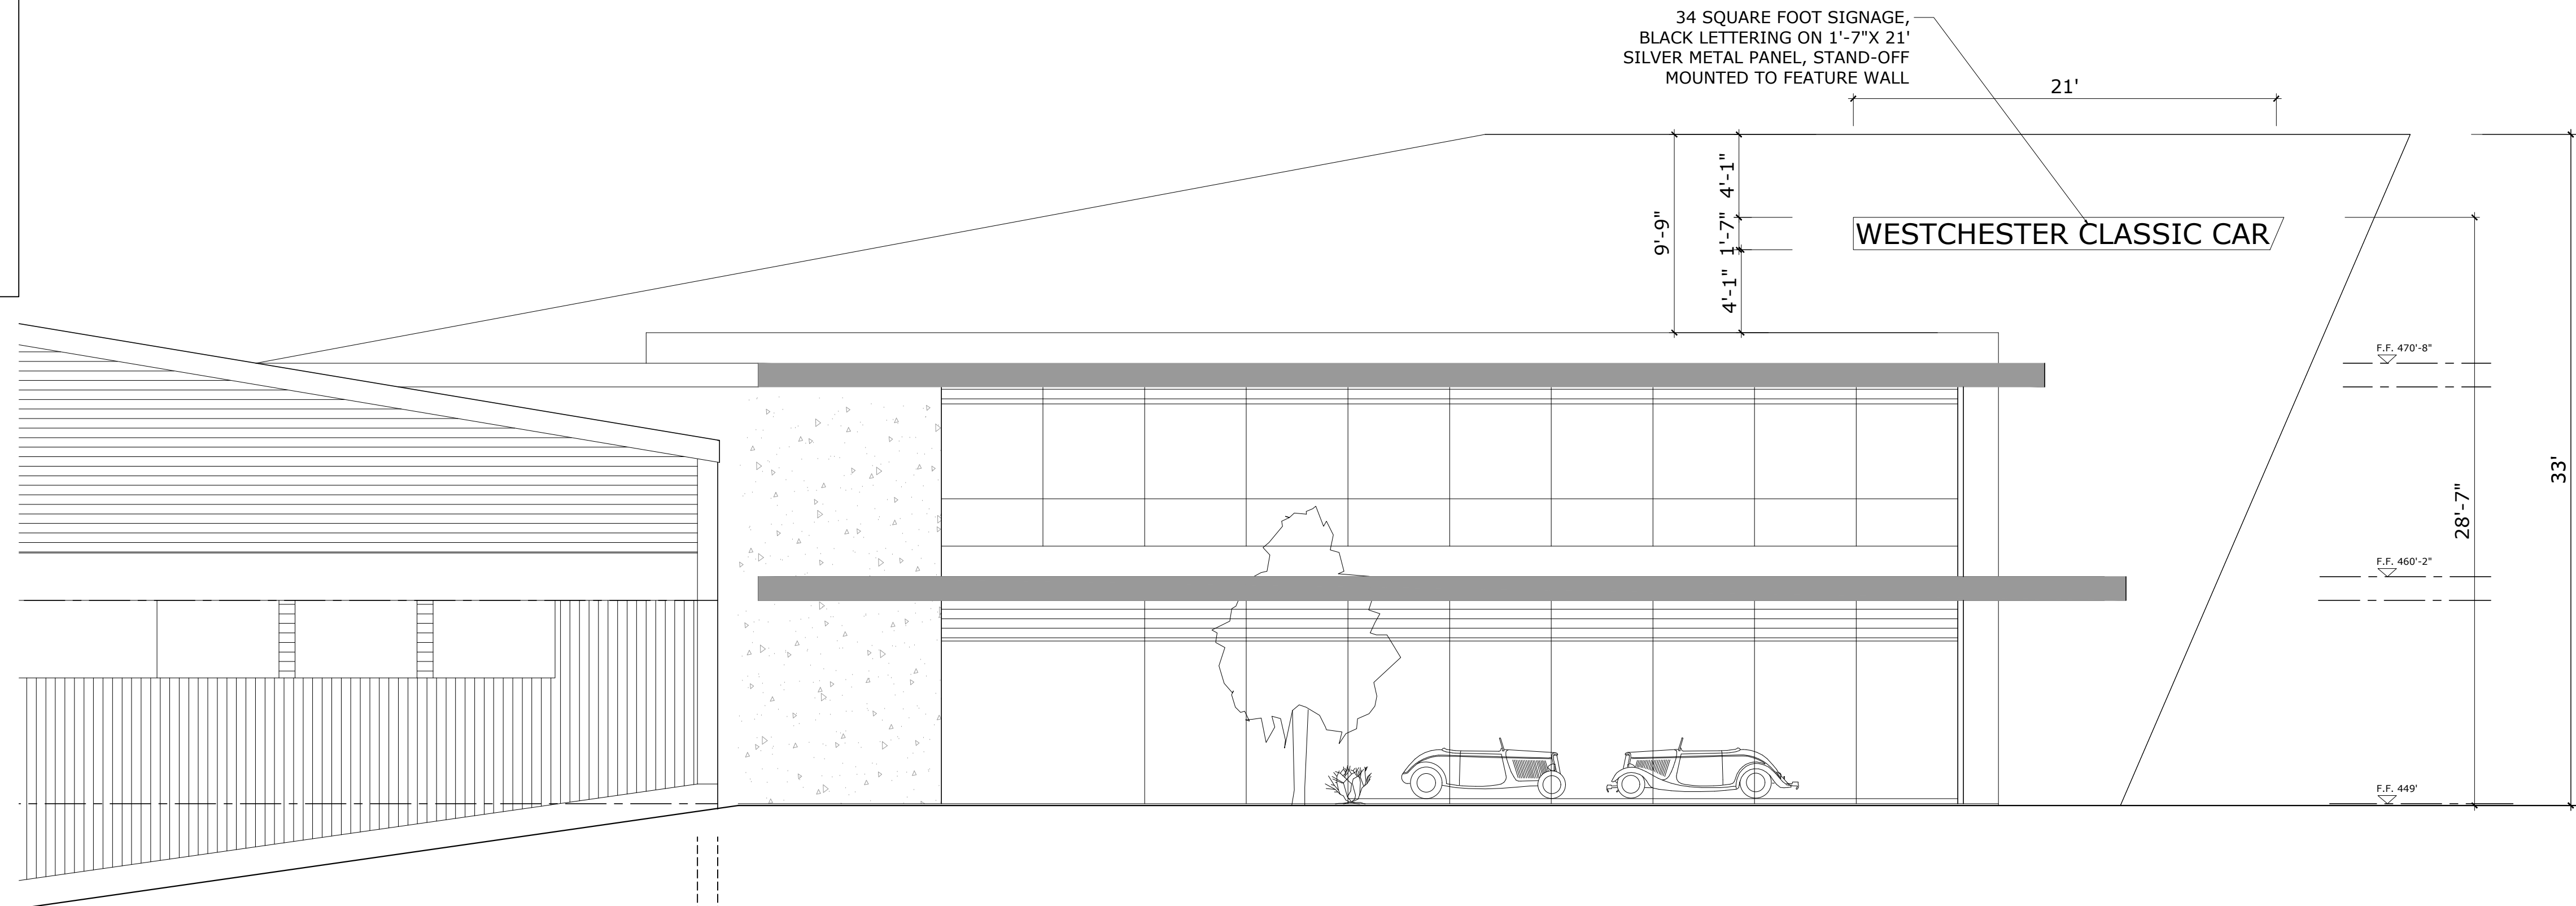 34 SQUARE FOOT SIGNAGE,
BLACK LETTERING ON 1'-7"X 21'
SILVER METAL PANEL, STAND-OFF
MOUNTED TO FEATURE WALL
21'
4'-1"
9'-9"
1'-7"
4'-1"
WESTCHESTER CLASSIC CAR
F.F. 470'-8"
33'
28'-7"
F.F. 460'-2"
F.F. 449'